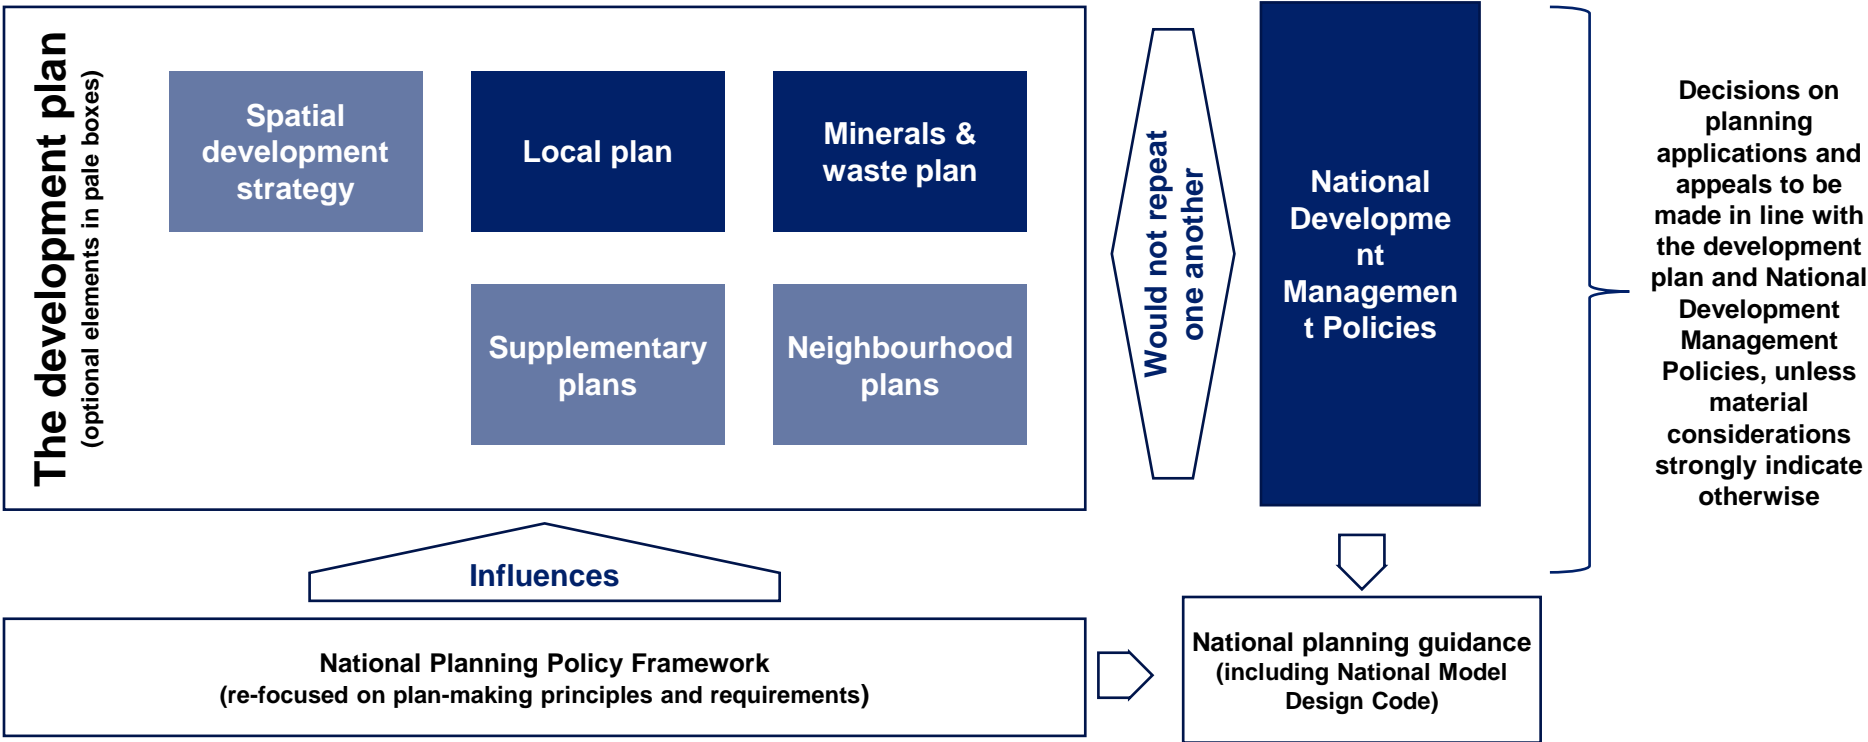 The development plan
(optional elements in pale boxes)
Spatial
development
strategy
Local plan
Minerals &
waste plan
Supplementary
plans
Neighbourhood
plans
Would not repeat
one another
National
Developme
nt
Managemen
t Policies
Decisions on
planning
applications and
appeals to be
made in line with
the development
plan and National
Development
Management
Policies, unless
material
considerations
strongly indicate
otherwise
Influences
National Planning Policy Framework
(re-focused on plan-making principles and requirements)
National planning guidance
(including National Model
Design Code)